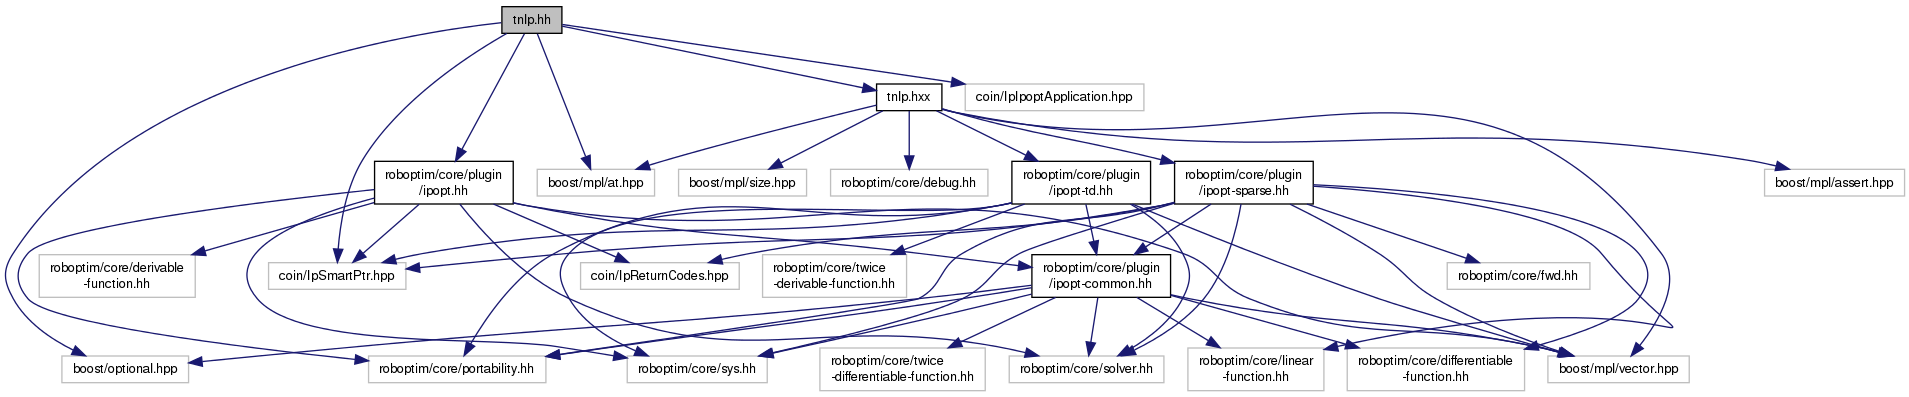 tnlp.hh
tnlp.hxx
coin/IpIpoptApplication.hpp
roboptim/core/plugin
/ipopt.hh
boost/mpl/at.hpp
boost/mpl/size.hpp
roboptim/core/debug.hh
roboptim/core/plugin
/ipopt-td.hh
roboptim/core/plugin
/ipopt-sparse.hh
boost/mpl/assert.hpp
roboptim/core/derivable
-function.hh
coin/IpSmartPtr.hpp
coin/IpReturnCodes.hpp
roboptim/core/twice
-derivable-function.hh
roboptim/core/plugin
/ipopt-common.hh
roboptim/core/fwd.hh
boost/optional.hpp
roboptim/core/portability.hh
roboptim/core/sys.hh
roboptim/core/twice
-differentiable-function.hh
roboptim/core/solver.hh
roboptim/core/linear
-function.hh
roboptim/core/differentiable
-function.hh
boost/mpl/vector.hpp